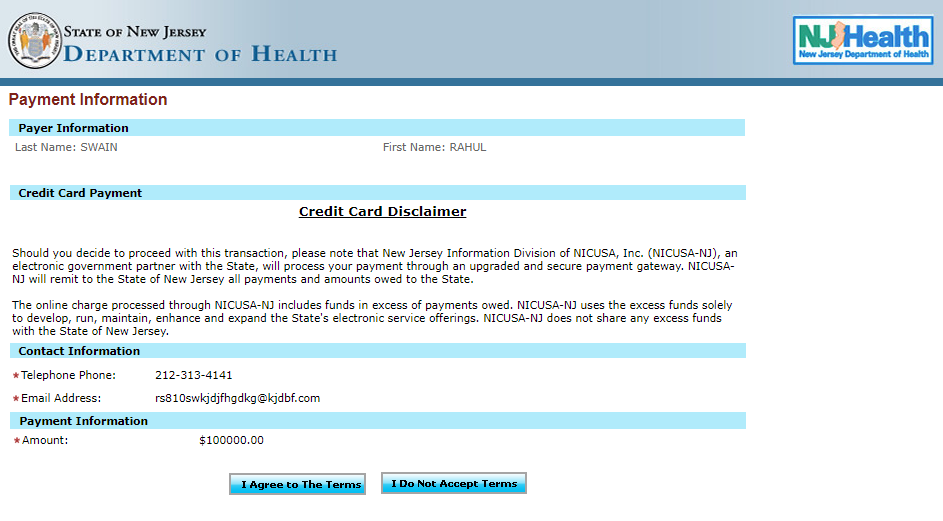 STATE OF NEW JERSEY
DEPARTMENT OF HEALTH
NJHealth
New Jersey Department of Health
Payment Information
Payer Information
Last Name: SWAIN First Name: RAHUL
Credit Card Payment
Credit Card Disclaimer
Should you decide to proceed with this transaction, please note that New Jersey Information Division of NICUSA, Inc. (NICUSA-NJ), an
electronic government partner with the State, will process your payment through an upgraded and secure payment gateway. NICUSA-
NJ will remit to the State of New Jersey all payments and amounts owed to the State.
The online charge processed through NICUSA-NJ includes funds in excess of payments owed. NICUSA-NJ uses the excess funds solely
to develop, run, maintain, enhance and expand the State's electronic service offerings. NICUSA-NJ does not share any excess funds
with the State of New Jersey.
Contact Information
*Telephone Phone: 212-313-4141
*Email Address: rs810swkjdjfhgdkg@kjdbf.com
Payment Information
*Amount: $100000.00
I Agree to The Terms I Do Not Accept Terms